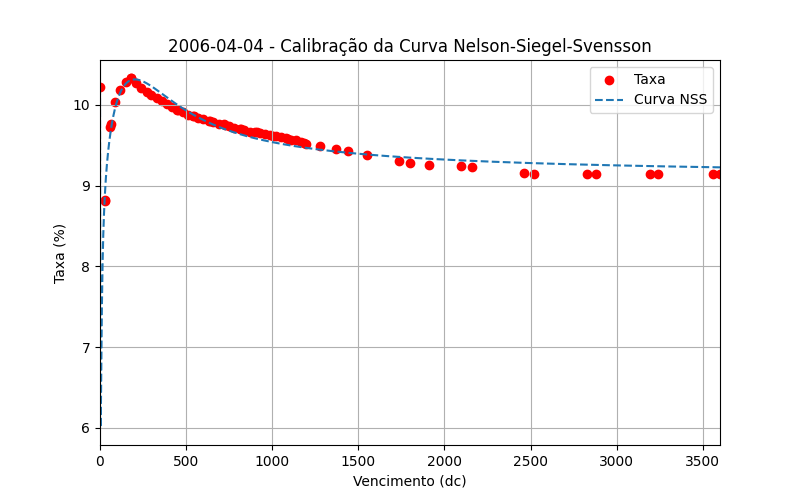 2006-04-04 - Calibração da Curva Nelson-Siegel-Svensson
Taxa
Curva NSS
Taxa (%)
10
9
8
7
6
0 500 1000 1500 2000 2500 3000 3500
Vencimento (dc)